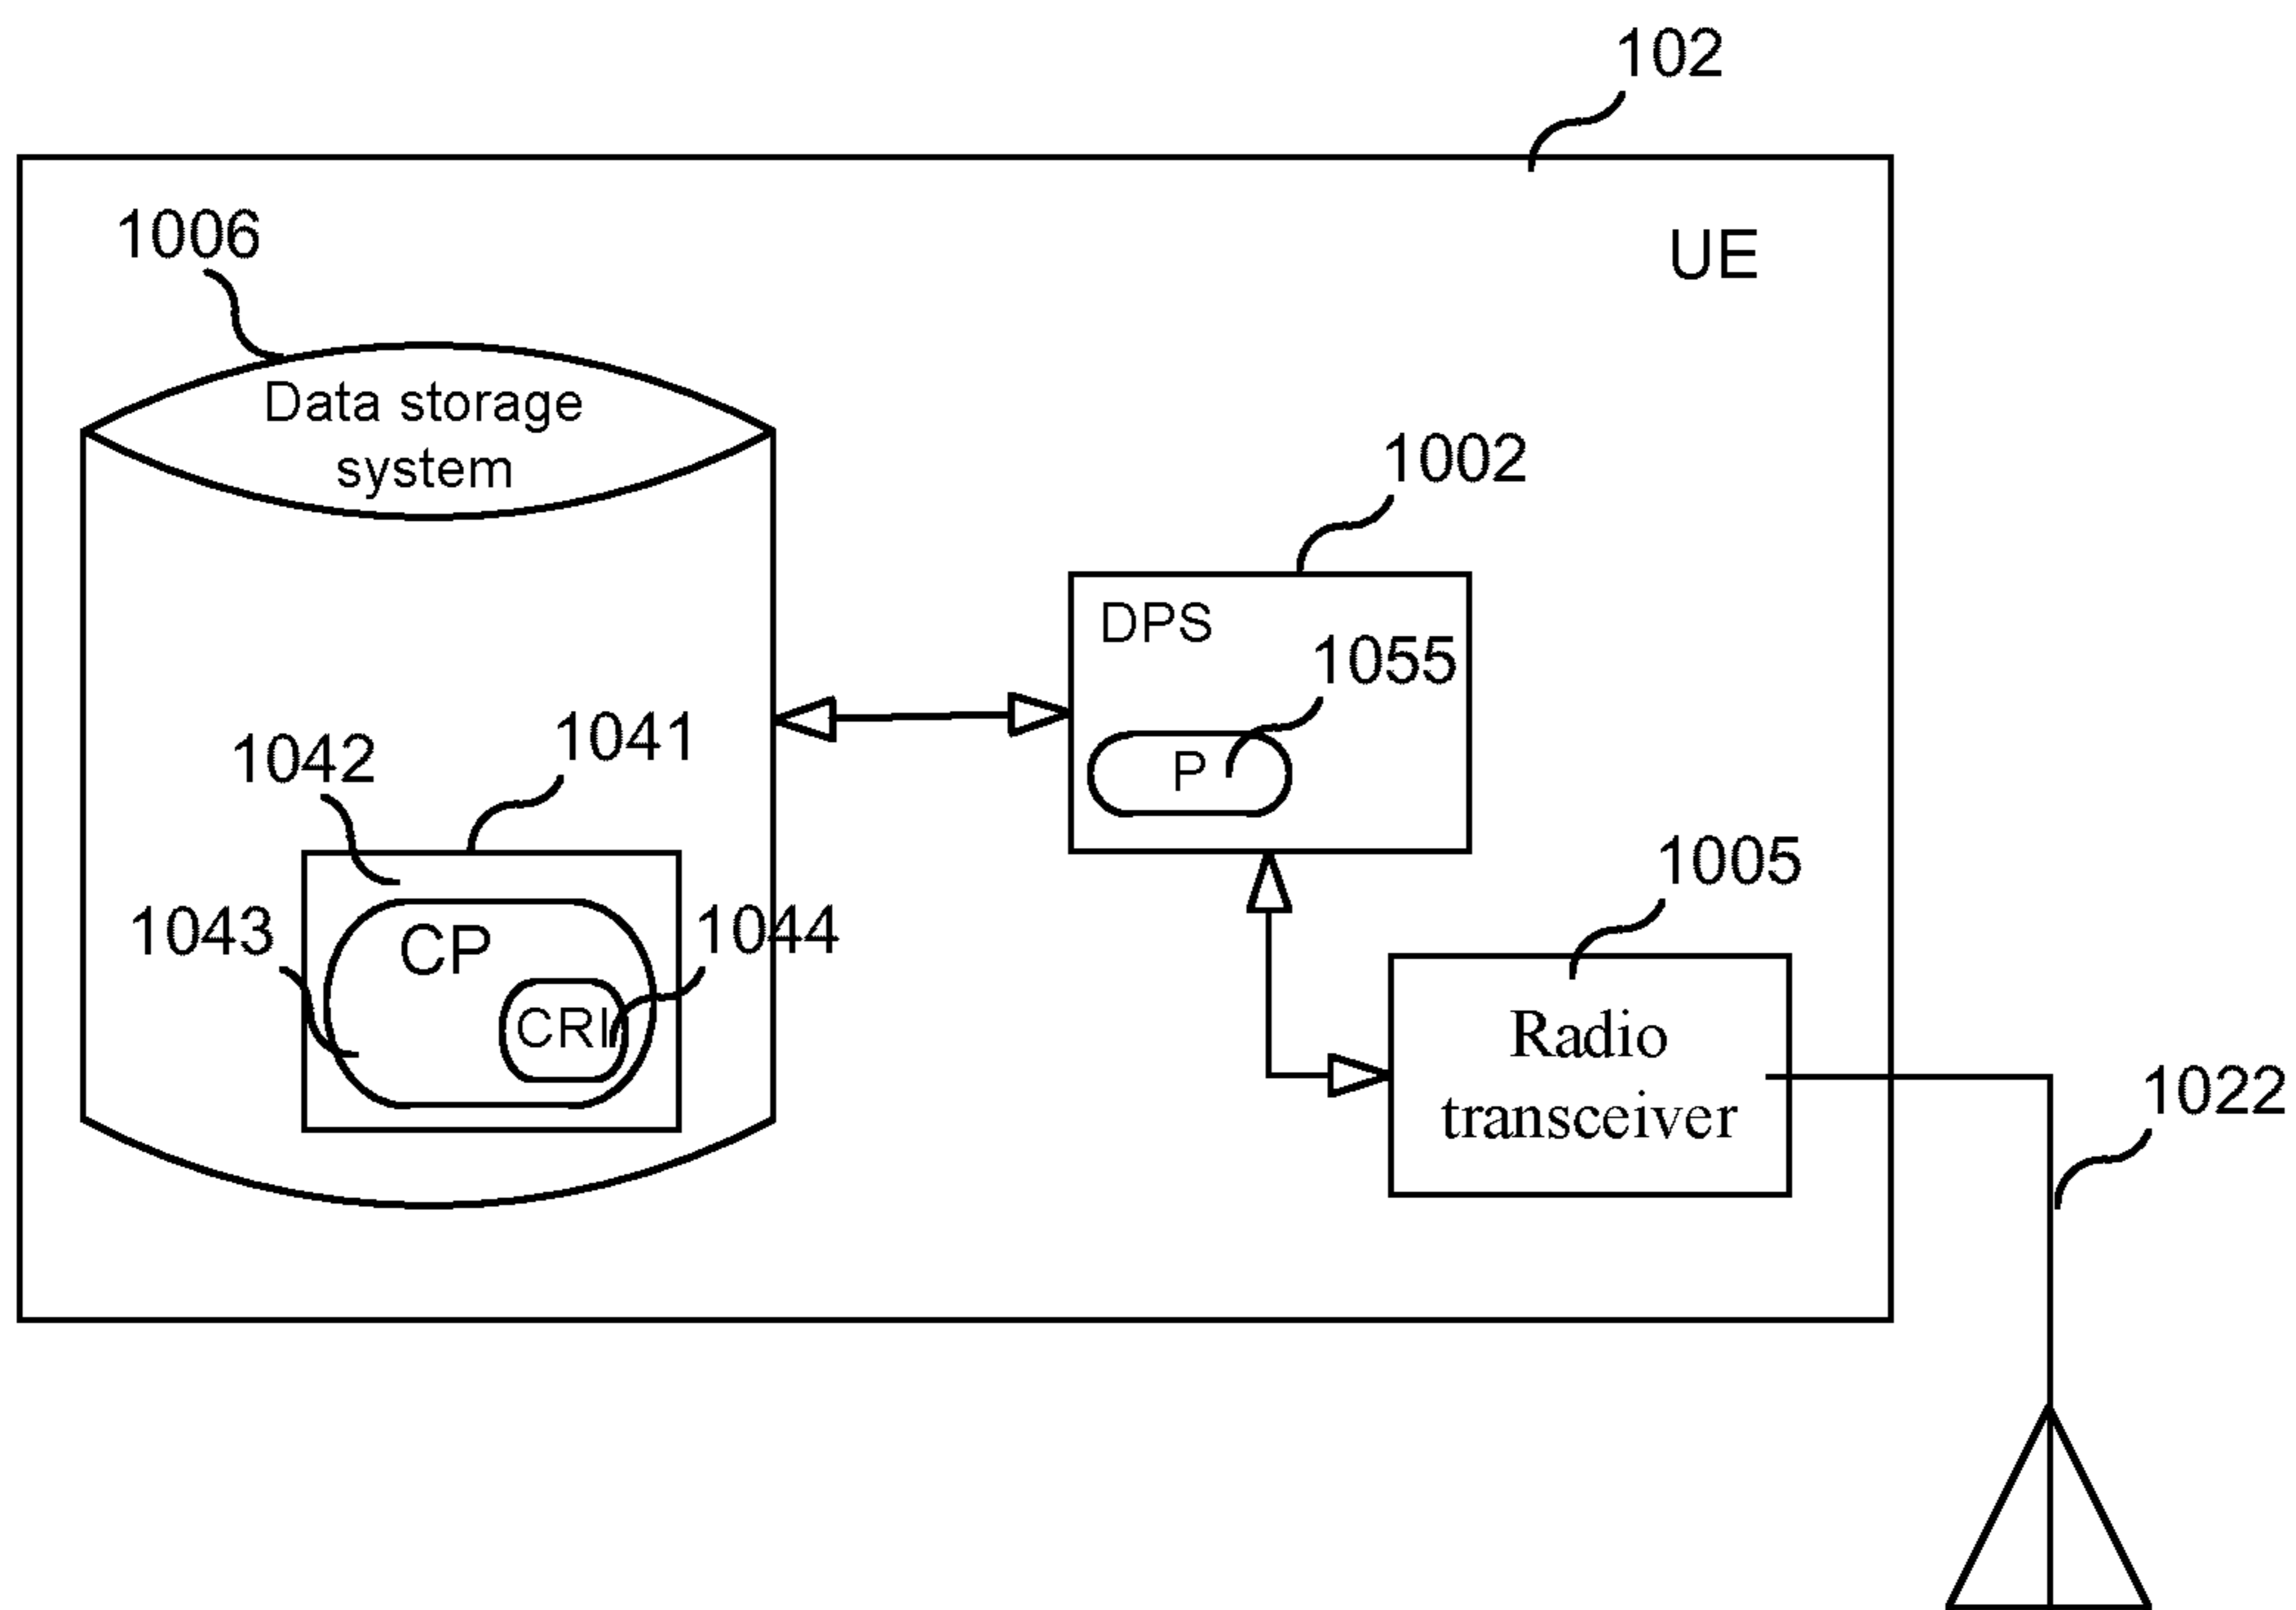 102
1006
UE
Data storage
system
1002
DPS
1055
P
1041
1042
1005
1043
CP
1044
CRI
Radio
transceiver
1022